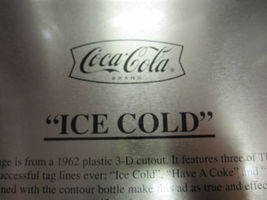 Coca-Cola
BRAND
"ICE COLD"
ge is from a 1962 plastic 3-D cutout. It features three of T
uccessful tag lines ever; "Ice Cold", "Have A Coke" and "
ned with the contour bottle make this ad as true and effec